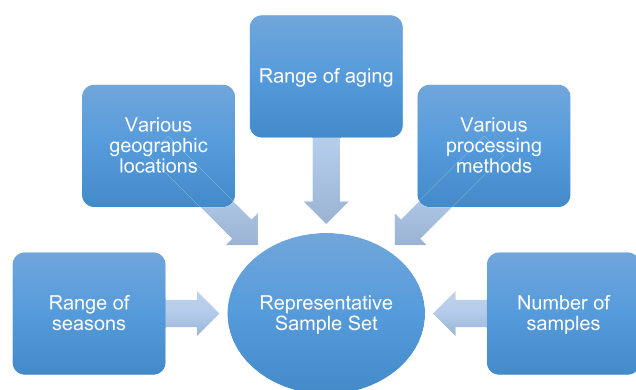 Range of aging
Various
geographic
locations
Various
processing
methods
Range of
seasons
Representative
Sample Set
Number of
samples